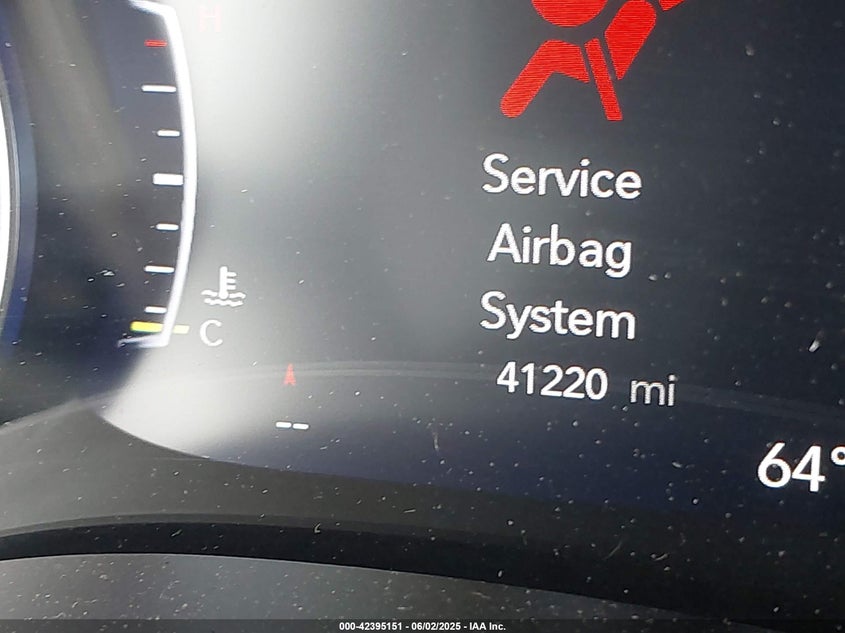 H
Service
Airbag
System
C
41220 mi
--
64°
000-42395151 - 06/02/2025 - IAA Inc.